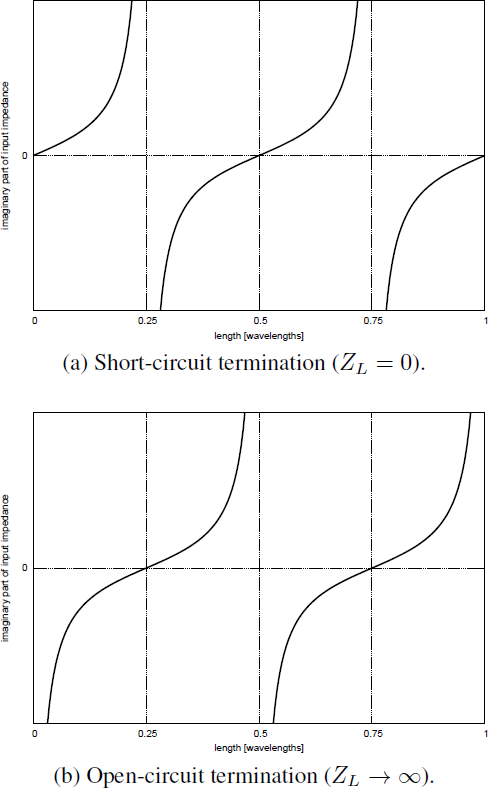 imaginary part of input impedance
0
0 0.25 0.5 0.75 1
length [wavelengths]
(a) Short-circuit termination (Z_L = 0).
imaginary part of input impedance
0
0 0.25 0.5 0.75 1
length [wavelengths]
(b) Open-circuit termination (Z_L → ∞).